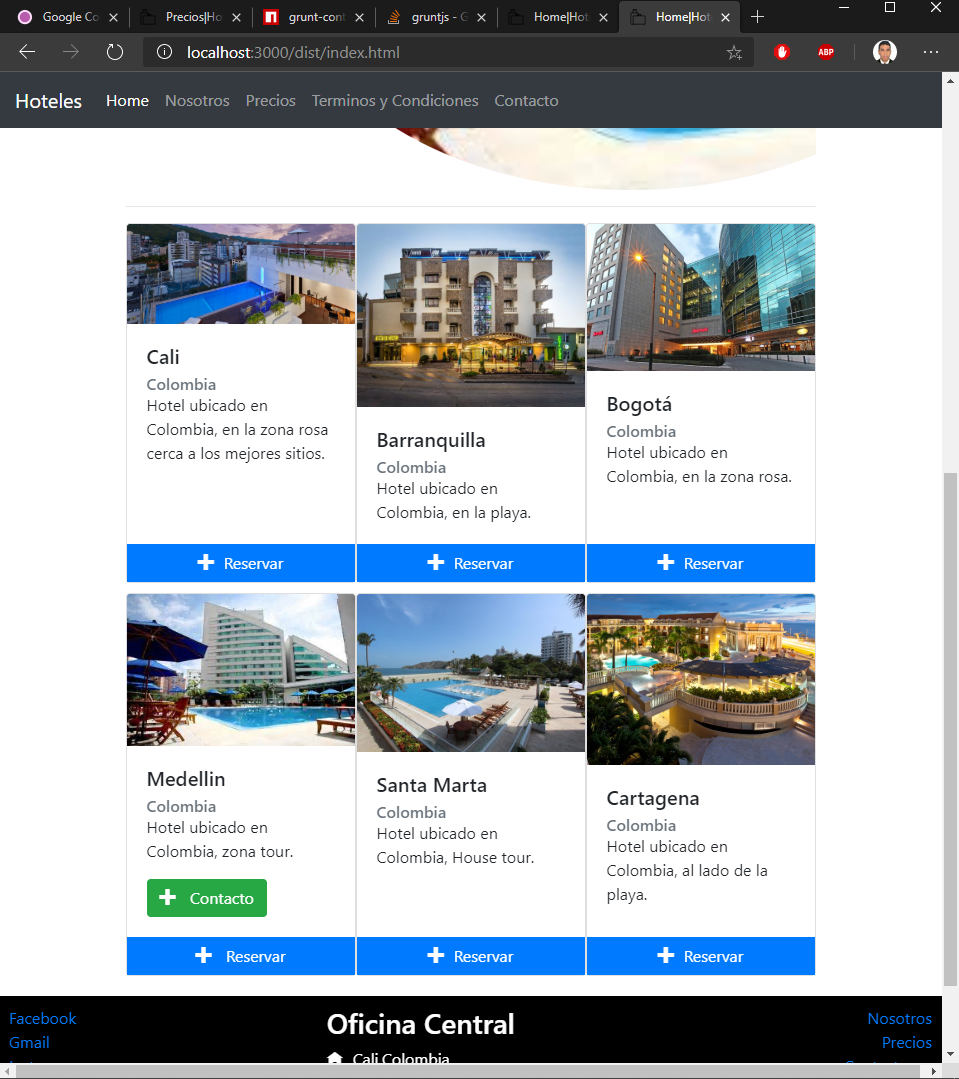 Google Co
Precios|Ho
grunt-cont
gruntjs - G
Home|Hot
Home|Hot
localhost:3000/dist/index.html
ABP
Hoteles Home Nosotros Precios Terminos y Condiciones Contacto
Cali
Colombia
Hotel ubicado en
Colombia, en la zona rosa
cerca a los mejores sitios.
Reservar
Barranquilla
Colombia
Hotel ubicado en
Colombia, en la playa.
Reservar
Bogotá
Colombia
Hotel ubicado en
Colombia, en la zona rosa.
Reservar
Medellin
Colombia
Hotel ubicado en
Colombia, zona tour.
Contacto
Reservar
Santa Marta
Colombia
Hotel ubicado en
Colombia, House tour.
Reservar
Cartagena
Colombia
Hotel ubicado en
Colombia, al lado de la
playa.
Reservar
Facebook
Gmail
Oficina Central
Cali Colombia
Nosotros
Precios